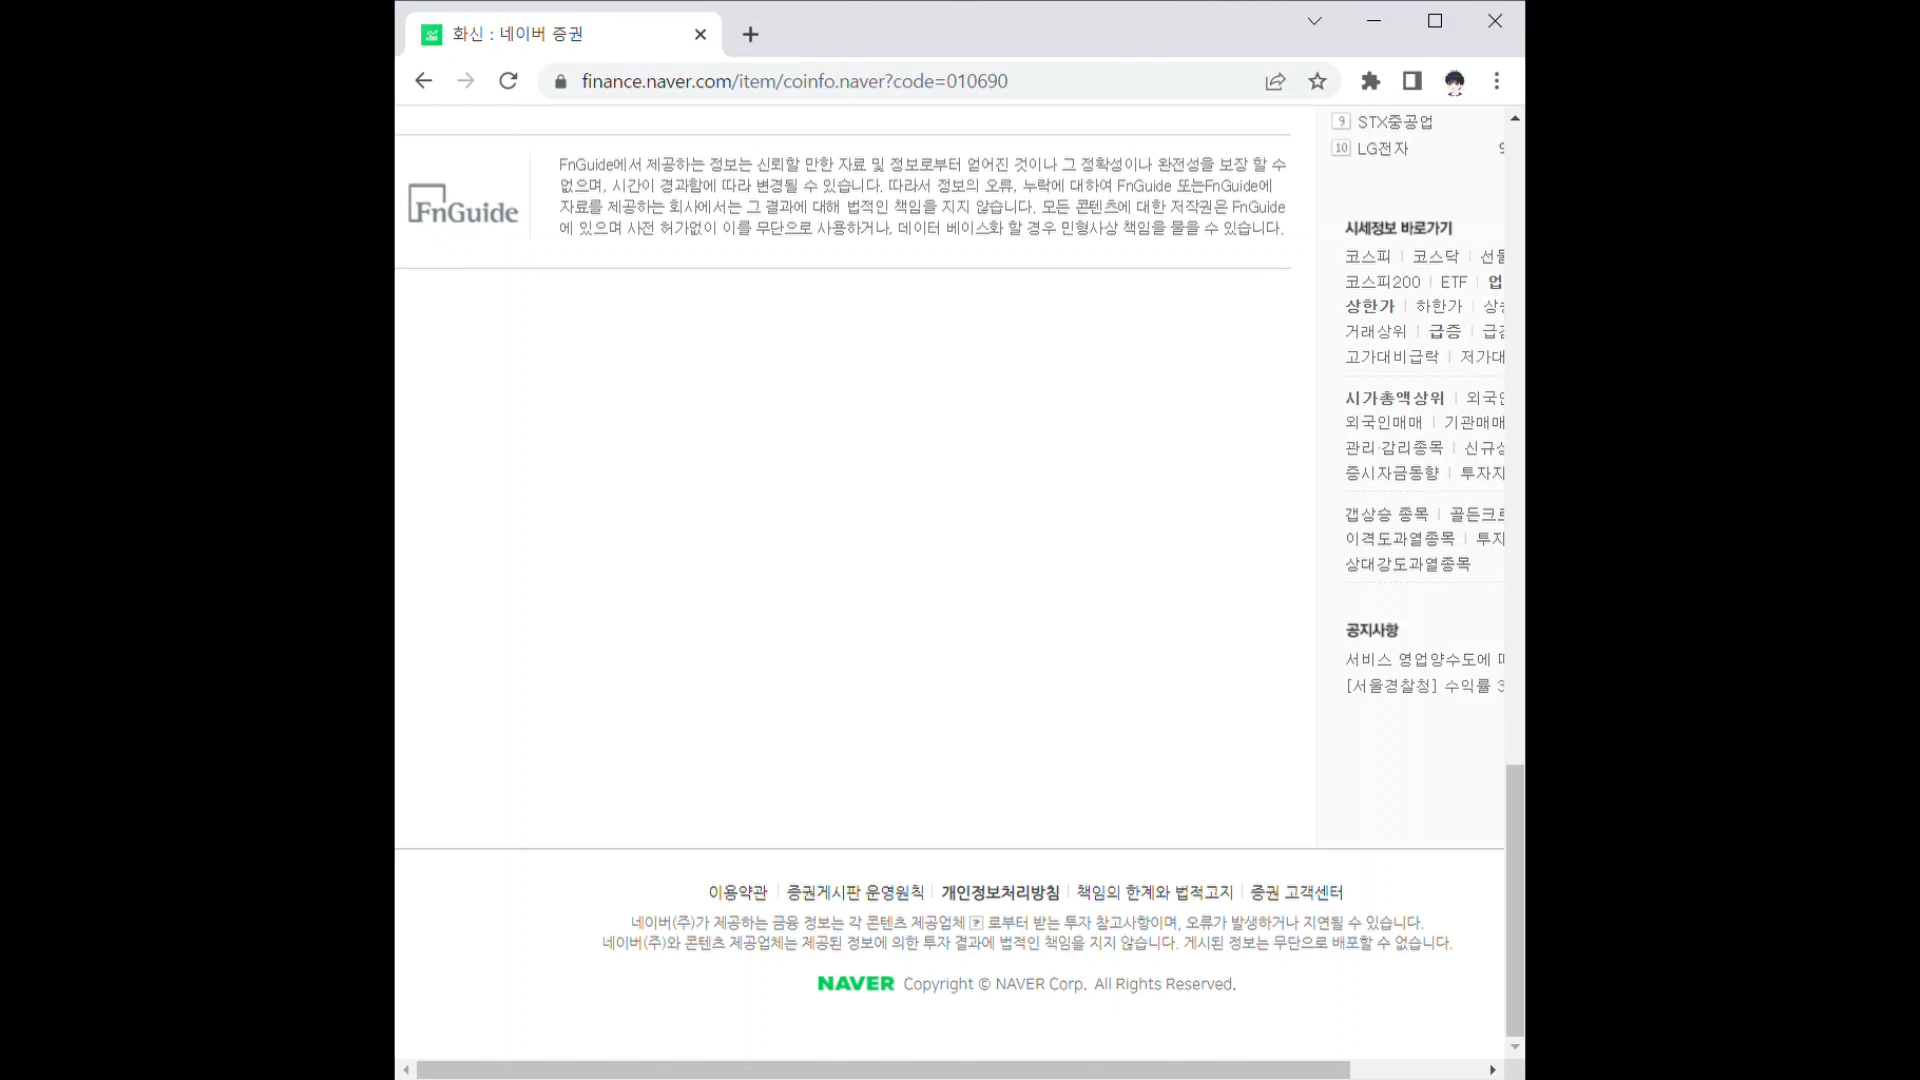 화신 : 네이버 증권
finance.naver.com/item/coinfo.naver?code=010690
9 STX중공업
10 LG전자
FnGuide
FnGuide에서 제공하는 정보는 신뢰할 만한 자료 및 정보로부터 얻어진 것이나 그 정확성이나 완전성을 보장 할 수
없으며, 시간이 경과함에 따라 변경될 수 있습니다. 따라서 정보의 오류, 누락에 대하여 FnGuide 또는FnGuide에
자료를 제공하는 회사에서는 그 결과에 대해 법적인 책임을 지지 않습니다. 모든 콘텐츠에 대한 저작권은 FnGuide
에 있으며 사전 허가없이 이를 무단으로 사용하거나, 데이터 베이스화 할 경우 민형사상 책임을 물을 수 있습니다.
시세정보 바로가기
코스피 | 코스닥 |
코스피200 | ETF | 업
상한가 | 하한가 |
거래상위 | 급증 |
고가대비급락 | 저가대
시가총액상위 |
외국인매매 | 기관매매
관리·감리종목 |
증시자금동향 |
갭상승 종목 |
이격도과열종목 |
상대강도과열종목
공지사항
서비스 영업양수도에
[서울경찰청] 수익률
이용약관 | 증권게시판 운영원칙 | 개인정보처리방침 | 책임의 한계와 법적고지 | 증권 고객센터
네이버(주)가 제공하는 금융 정보는 각 콘텐츠 제공업체 ? 로부터 받는 투자 참고사항이며, 오류가 발생하거나 지연될 수 있습니다.
네이버(주)와 콘텐츠 제공업체는 제공된 정보에 의한 투자 결과에 법적인 책임을 지지 않습니다. 게시된 정보는 무단으로 배포할 수 없습니다.
NAVER Copyright © NAVER Corp. All Rights Reserved.